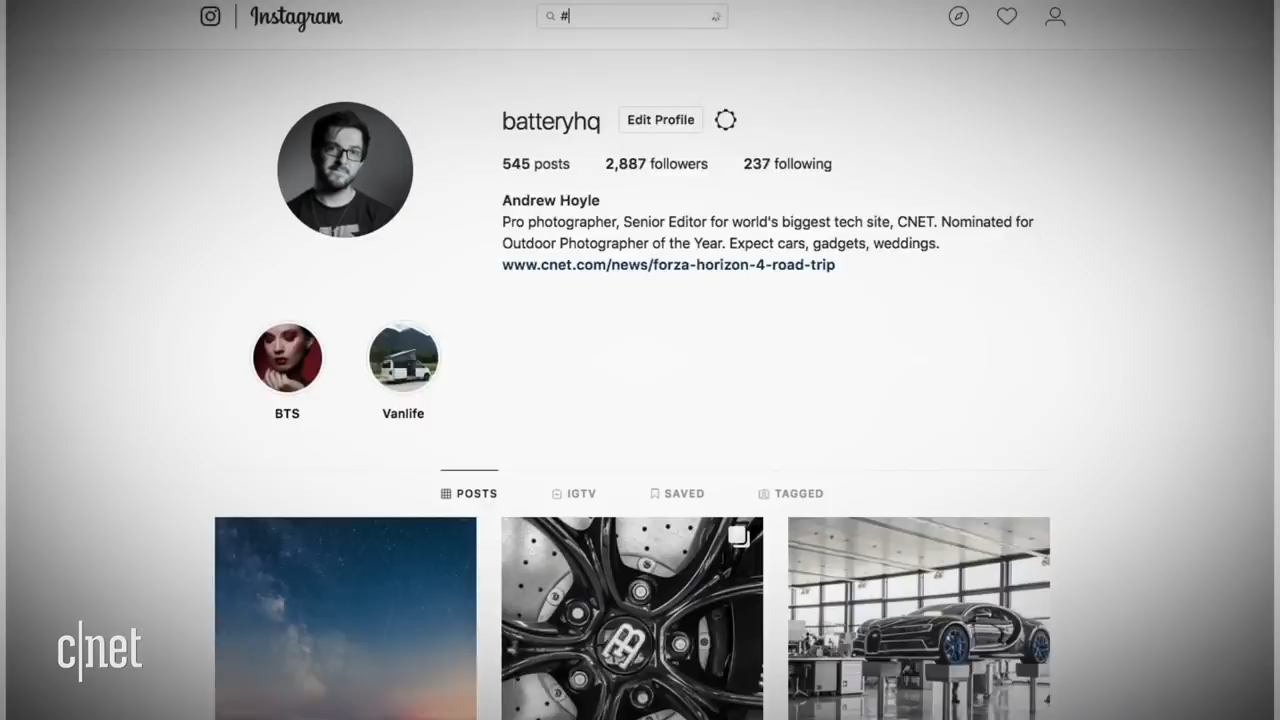 Instagram
#
batteryhq Edit Profile
545 posts 2,887 followers 237 following
Andrew Hoyle
Pro photographer, Senior Editor for world's biggest tech site, CNET. Nominated for
Outdoor Photographer of the Year. Expect cars, gadgets, weddings.
www.cnet.com/news/forza-horizon-4-road-trip
BTS Vanlife
POSTS IGTV SAVED TAGGED
c|net